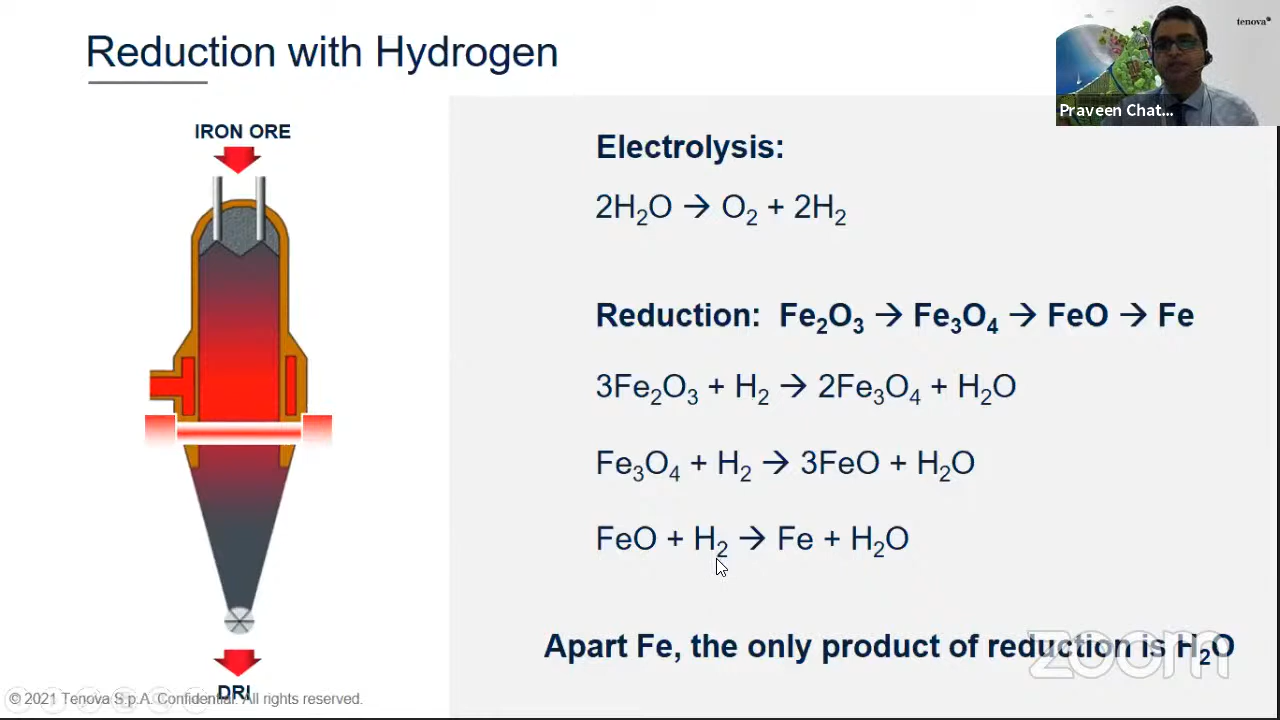 Reduction with Hydrogen
tenova
Praveen Chat...
IRON ORE
Electrolysis:
2H₂O → O₂ + 2H₂
Reduction: Fe₂O₃ → Fe₃O₄ → FeO → Fe
3Fe₂O₃ + H₂ → 2Fe₃O₄ + H₂O
Fe₃O₄ + H₂ → 3FeO + H₂O
FeO + H₂ → Fe + H₂O
Apart Fe, the only product of reduction is H₂O
zoom
DRI
© 2021 Tenova S.p.A. Confidential. All rights reserved.